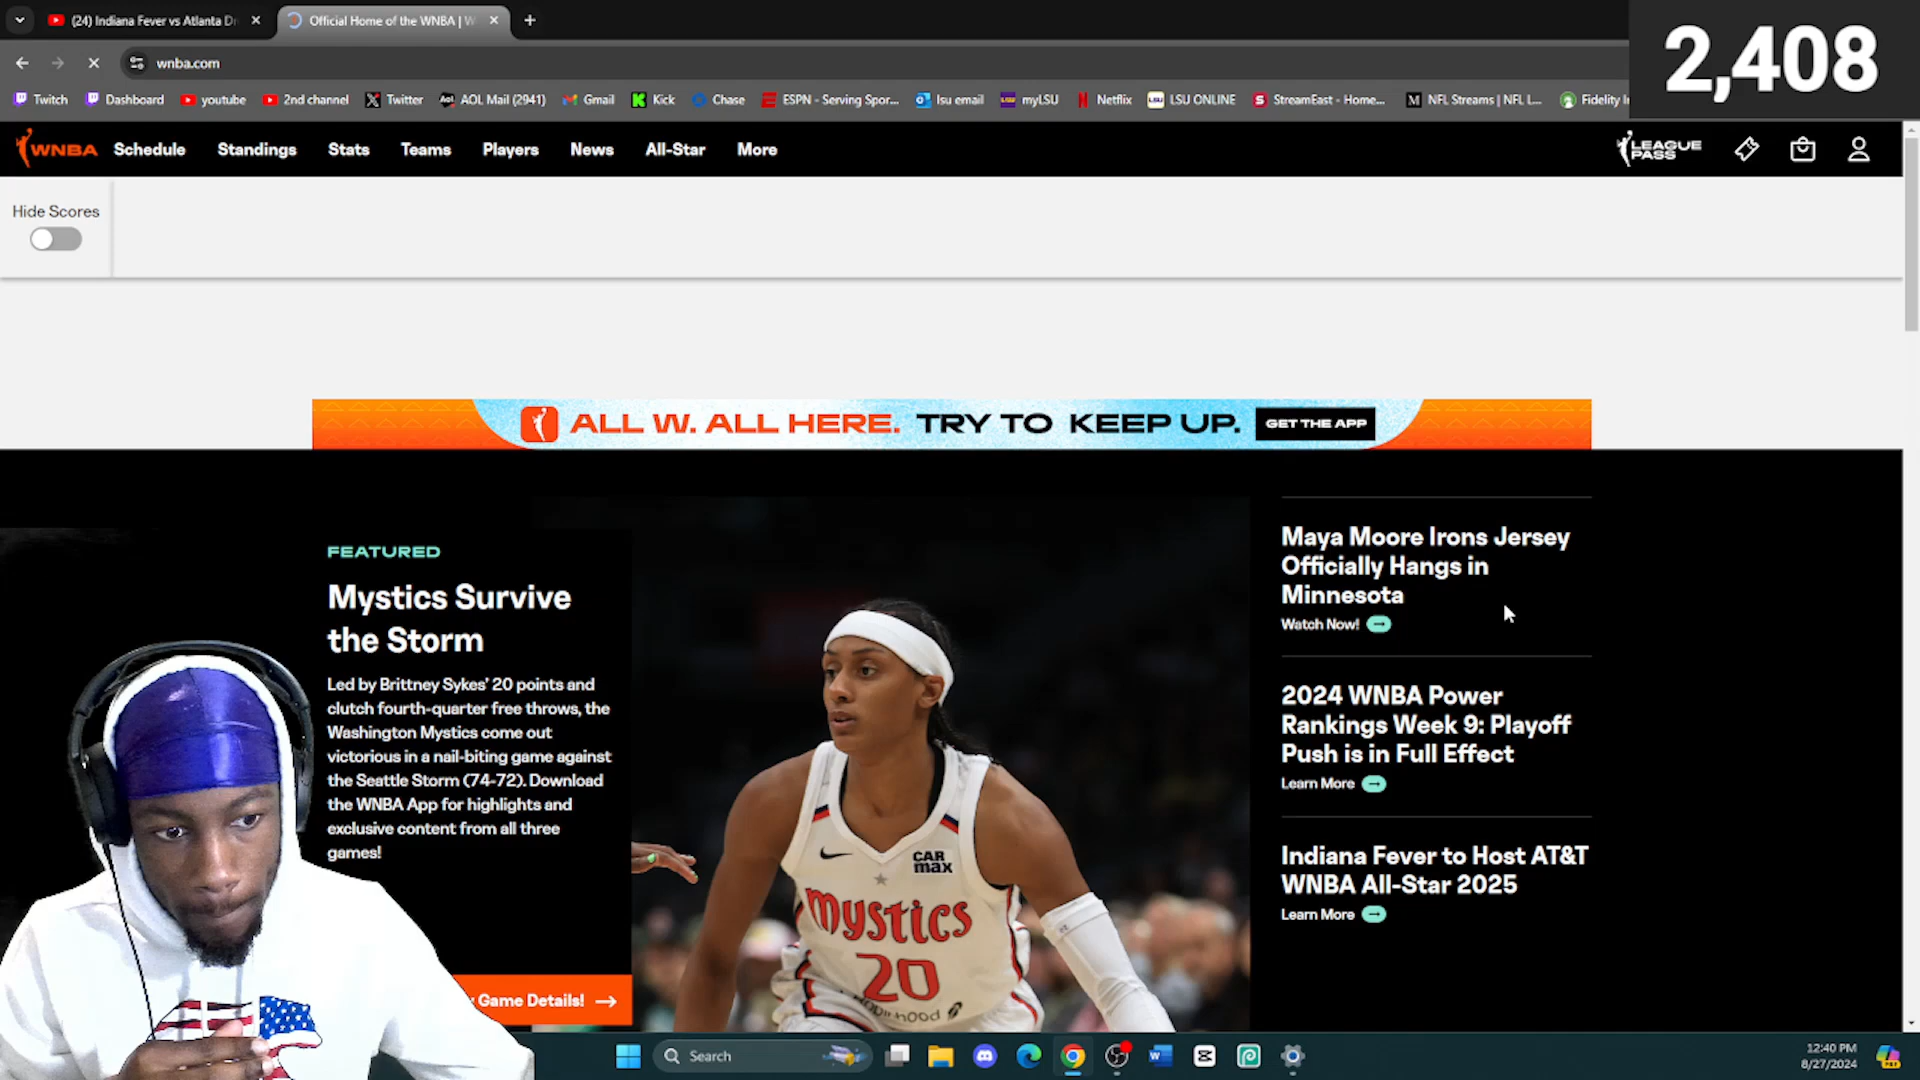 (24) Indiana Fever vs Atlanta Dr
Official Home of the WNBA | W
2,408
wnba.com
Twitch
Dashboard
youtube
2nd channel
Twitter
AOL Mail (2941)
Gmail
Kick
Chase
ESPN - Serving Spor...
lsu email
myLSU
Netflix
LSU ONLINE
StreamEast - Home...
NFL Streams | NFL L...
Fidelity In
WNBA
Schedule
Standings
Stats
Teams
Players
News
All-Star
More
LEAGUE
PASS
Hide Scores
ALL W. ALL HERE. TRY TO KEEP UP. GET THE APP
FEATURED
Mystics Survive
the Storm
Led by Brittney Sykes' 20 points and
clutch fourth-quarter free throws, the
Washington Mystics come out
victorious in a nail-biting game against
the Seattle Storm (74-72). Download
the WNBA App for highlights and
exclusive content from all three
games!
Game Details!
CAR
MAX
mystics
20
Maya Moore Irons Jersey
Officially Hangs in
Minnesota
Watch Now!
2024 WNBA Power
Rankings Week 9: Playoff
Push is in Full Effect
Learn More
Indiana Fever to Host AT&T
WNBA All-Star 2025
Learn More
Search
12:40 PM
8/27/2024